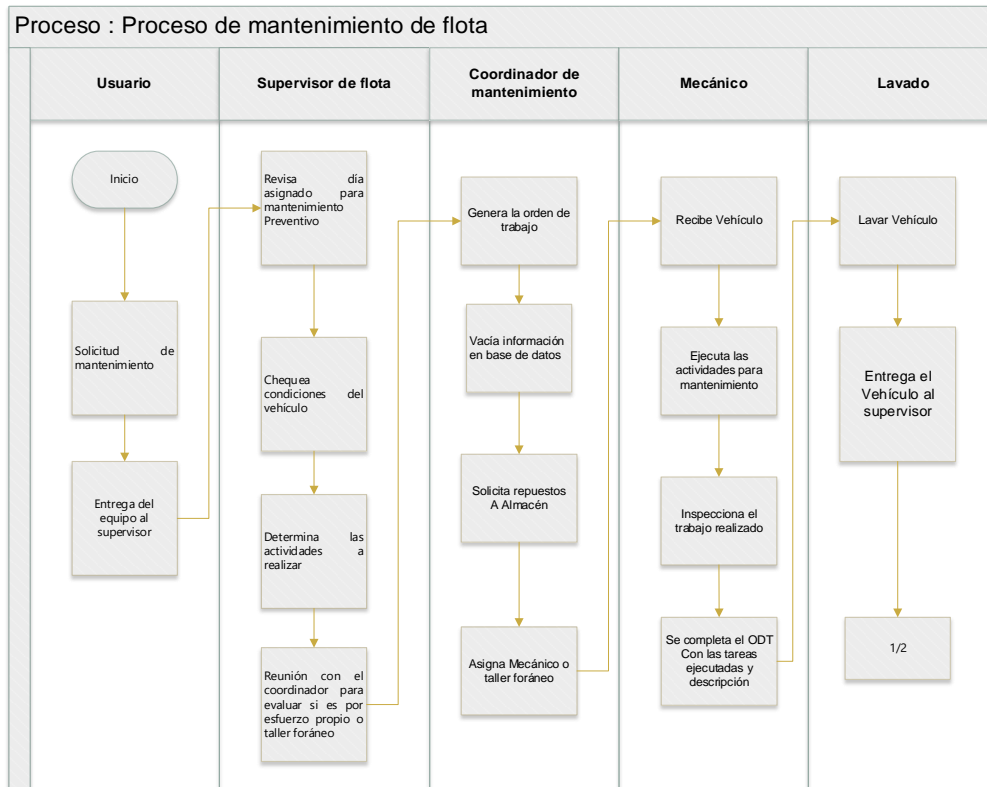 Proceso : Proceso de mantenimiento de flota
Usuario
Supervisor de flota
Coordinador de
mantenimiento
Mecánico
Lavado
Inicio
Solicitud de
mantenimiento
Entrega del
equipo al
supervisor
Revisa día
asignado para
mantenimiento
Preventivo
Chequea
condiciones del
vehículo
Determina las
actividades a
realizar
Reunión con el
coordinador para
evaluar si es por
esfuerzo propio o
taller foráneo
Genera la orden de
trabajo
Vacía información
en base de datos
Solicita repuestos
A Almacén
Asigna Mecánico o
taller foráneo
Recibe Vehículo
Ejecuta las
actividades para
mantenimiento
Inspecciona el
trabajo realizado
Se completa el ODT
Con las tareas
ejecutadas y
descripción
Lavar Vehículo
Entrega el
Vehículo al
supervisor
1/2